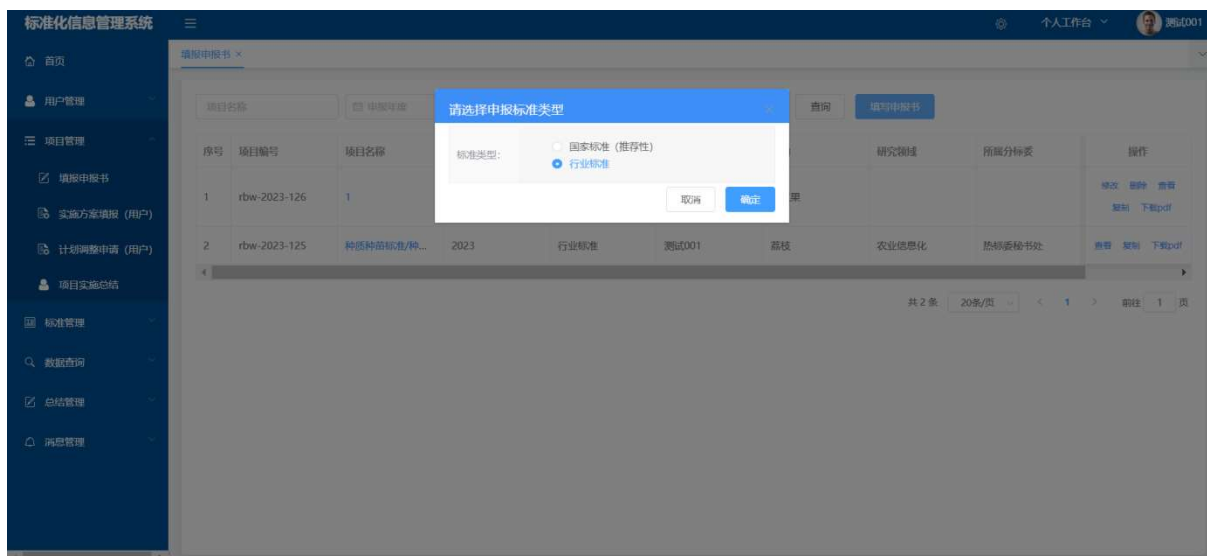 标准化信息管理系统
个人工作台
测试001
首页
填报申报书 ×
用户管理
项目名称
申报年度
请选择申报标准类型
查询
填写申报书
项目管理
序号 项目编号 项目名称 研究领域 所属分标委 操作
标准类型:
国家标准 (推荐性)
行业标准
填报申报书
1 rbw-2023-126 1 果 修改 删除 查看
复制 下载pdf
取消 确定
实施方案填报 (用户)
2 rbw-2023-125 种质种苗标准/种... 2023 行业标准 测试001 荔枝 农业信息化 热标委秘书处 查看 复制 下载pdf
计划调整申请 (用户)
项目实施总结
共 2 条 20条/页 < 1 > 前往 1 页
标准管理
数据查询
总结管理
消息管理